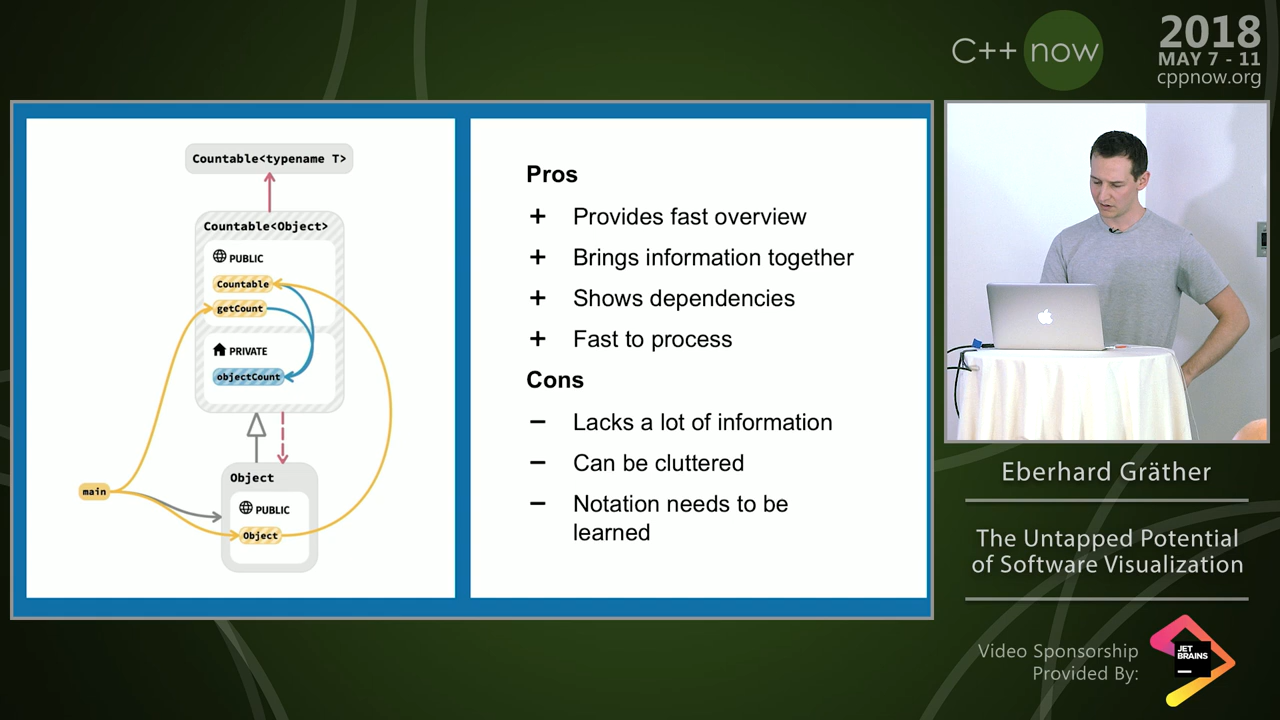 C++ now
2018
MAY 7 - 11
cppnow.org
Countable<typename T>
Countable<Object>
PUBLIC
Countable
getCount
PRIVATE
objectCount
Object
PUBLIC
Object
main
Pros
+ Provides fast overview
+ Brings information together
+ Shows dependencies
+ Fast to process
Cons
− Lacks a lot of information
− Can be cluttered
− Notation needs to be
learned
Eberhard Gräther
The Untapped Potential
of Software Visualization
Video Sponsorship
Provided By:
JET
BRAINS